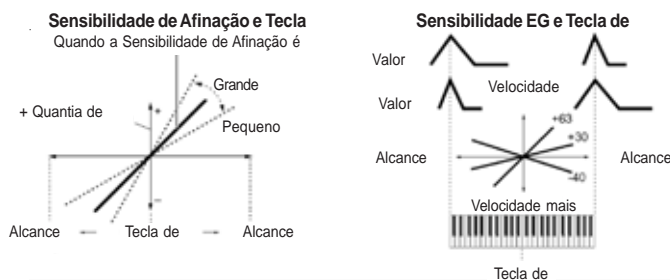 Sensibilidade de Afinação e Tecla
Quando a Sensibilidade de Afinação é
Grande
+ Quantia de
+
Pequeno
–
Alcance
Tecla de
Alcance
Sensibilidade EG e Tecla de
Valor
Velocidade
Valor
+63
+30
Alcance
Alcance
-40
Velocidade mais
Tecla de